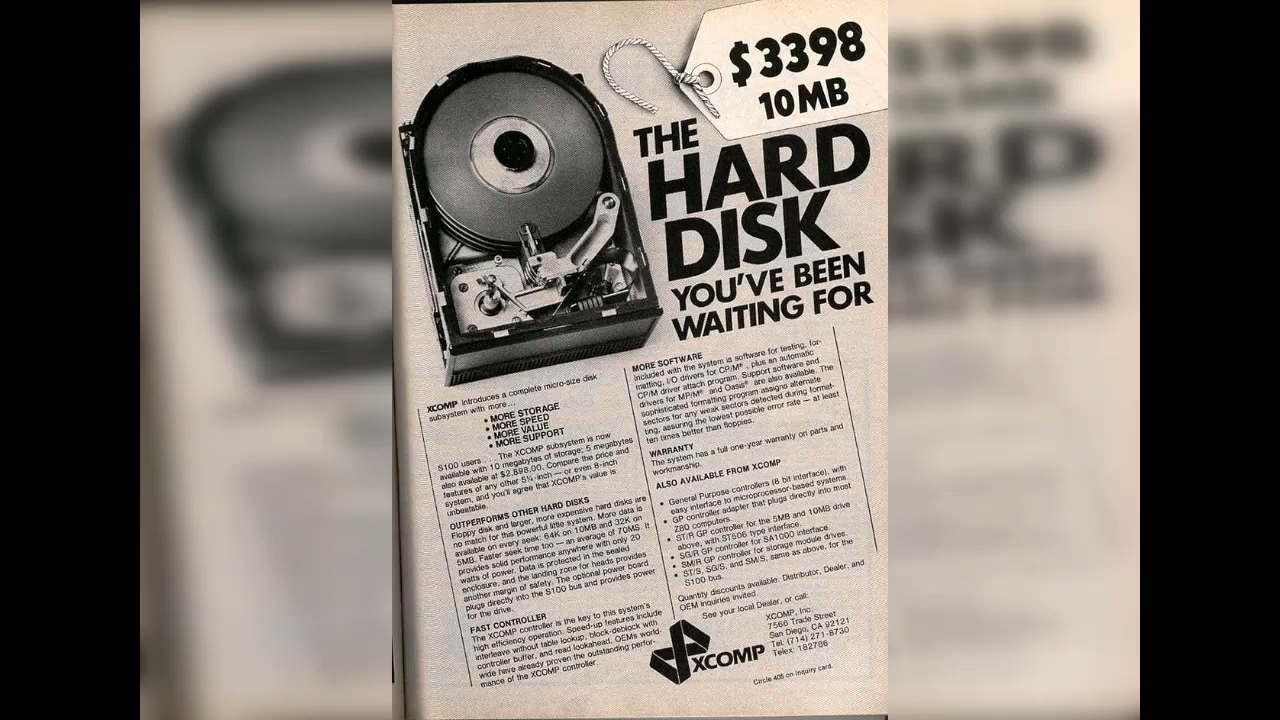 $3398
10MB
THE
HARD
DISK
YOU'VE BEEN
WAITING FOR
XCOMP introduces a complete micro-size disk
subsystem with more...
• MORE STORAGE
• MORE SPEED
• MORE VALUE
• MORE SUPPORT
S100 users . . . The XCOMP subsystem is now
available with 10 megabytes of storage; 5 megabytes
also available at $2,898.00. Compare the price and
features of any other 5¼-inch — or even 8-inch
system, and you'll agree that XCOMP's value is
unbeatable.
OUTPERFORMS OTHER HARD DISKS
Floppy disk and larger, more expensive hard disks are
no match for this powerful little system. More data is
available on every seek: 64K on 10MB and 32K on
5MB. Faster seek time too — an average of 70MS. It
provides solid performance anywhere with only 20
watts of power. Data is protected in the sealed
enclosure, and the landing zone for heads provides
another margin of safety. The optional power board
plugs directly into the S100 bus and provides power
for the drive.
FAST CONTROLLER
The XCOMP controller is the key to this system's
high efficiency operation. Speed-up features include
interleave without table lookup, block-deblock with
controller buffer, and read lookahead. OEMs world-
wide have already proven the outstanding perfor-
mance of the XCOMP controller.
MORE SOFTWARE
Included with the system is software for testing, for-
matting, I/O drivers for CP/M®, plus an automatic
CP/M driver attach program. Support software and
drivers for MP/M® and Oasis® are also available. The
sophisticated formatting program assigns alternate
sectors for any weak sectors detected during format-
ting, assuring the lowest possible error rate — at least
ten times better than floppies.
WARRANTY
The system has a full one-year warranty on parts and
workmanship.
ALSO AVAILABLE FROM XCOMP
• General Purpose controllers (8 bit interface), with
easy interface to microprocessor-based systems.
• GP controller adapter that plugs directly into most
Z80 computers.
• ST/R GP controller for the 5MB and 10MB drive
above, with ST506 type interface.
• SG/R GP controller for SA1000 interface.
• SM/R GP controller for storage module drives.
• ST/S, SG/S, and SM/S, same as above, for the
S100 bus.
Quantity discounts available. Distributor, Dealer, and
OEM inquiries invited.
See your local Dealer, or call:
XCOMP
XCOMP, Inc.
7566 Trade Street
San Diego, CA 92121
Tel: (714) 271-8730
Telex: 182786
Circle 405 on inquiry card.